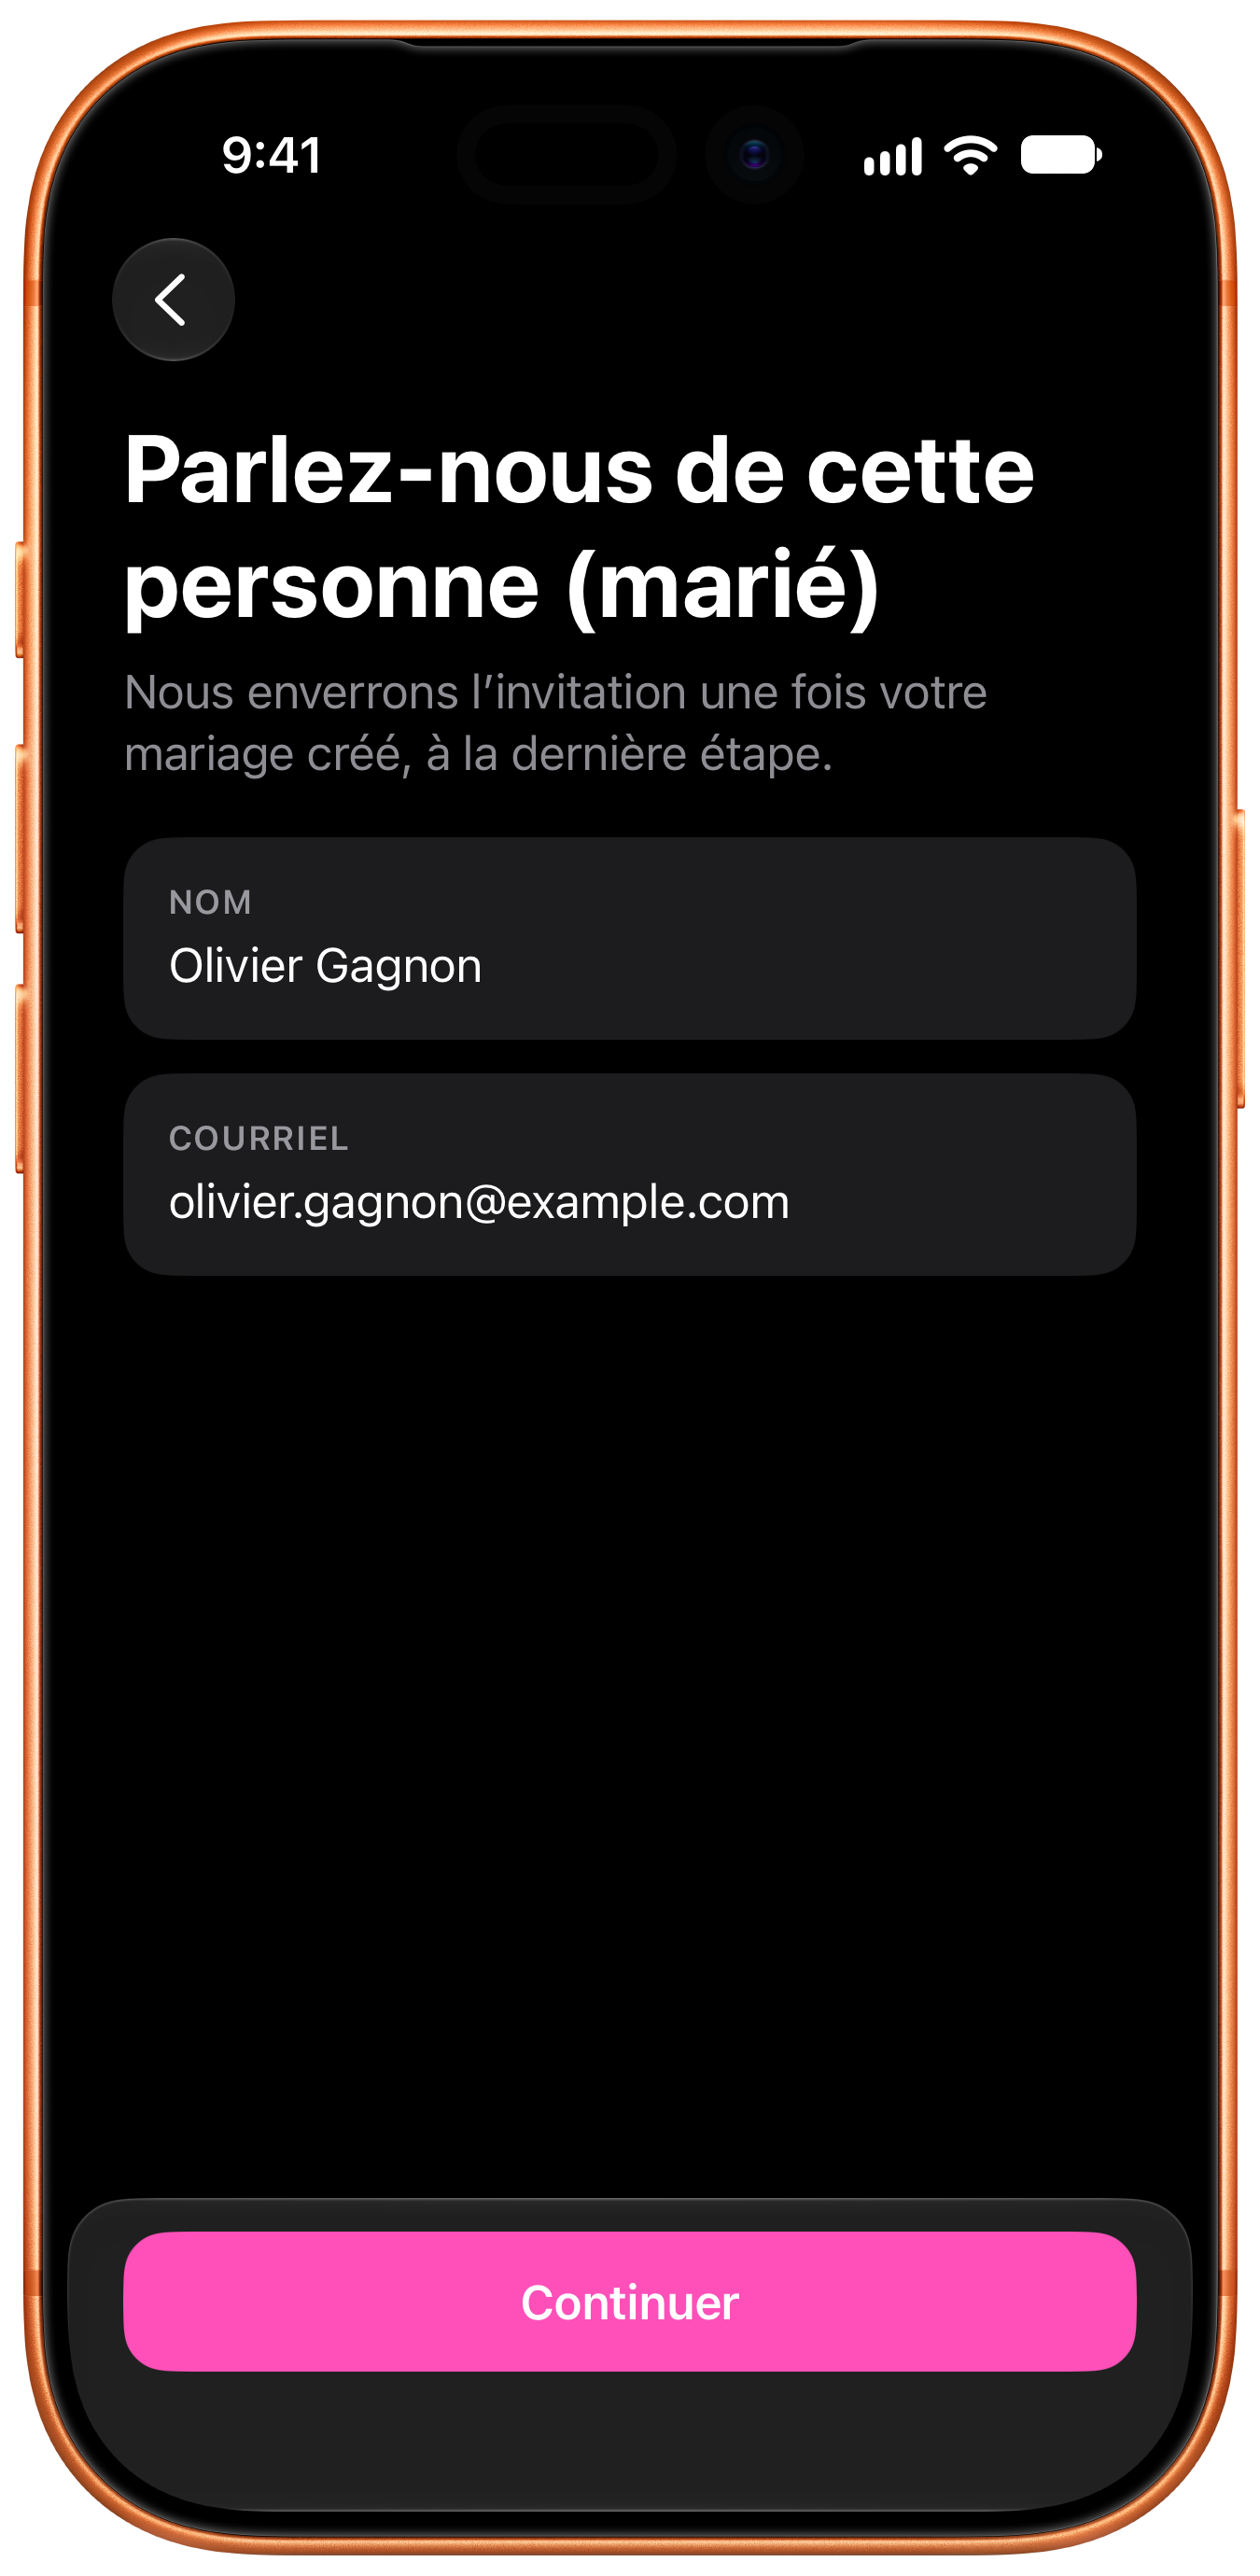 9:41
Parlez-nous de cette
personne (marié)
Nous enverrons l’invitation une fois votre
mariage créé, à la dernière étape.
NOM
Olivier Gagnon
COURRIEL
olivier.gagnon@example.com
Continuer